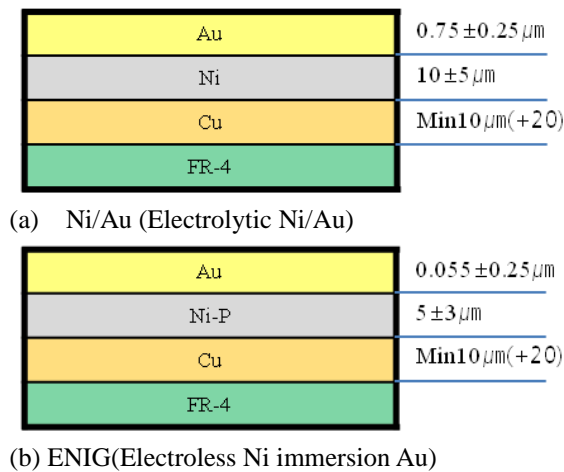 Au 0.75±0.25μm
Ni 10±5μm
Cu Min10μm(+20)
FR-4
(a) Ni/Au (Electrolytic Ni/Au)
Au 0.055±0.25μm
Ni-P 5±3μm
Cu Min10μm(+20)
FR-4
(b) ENIG(Electroless Ni immersion Au)